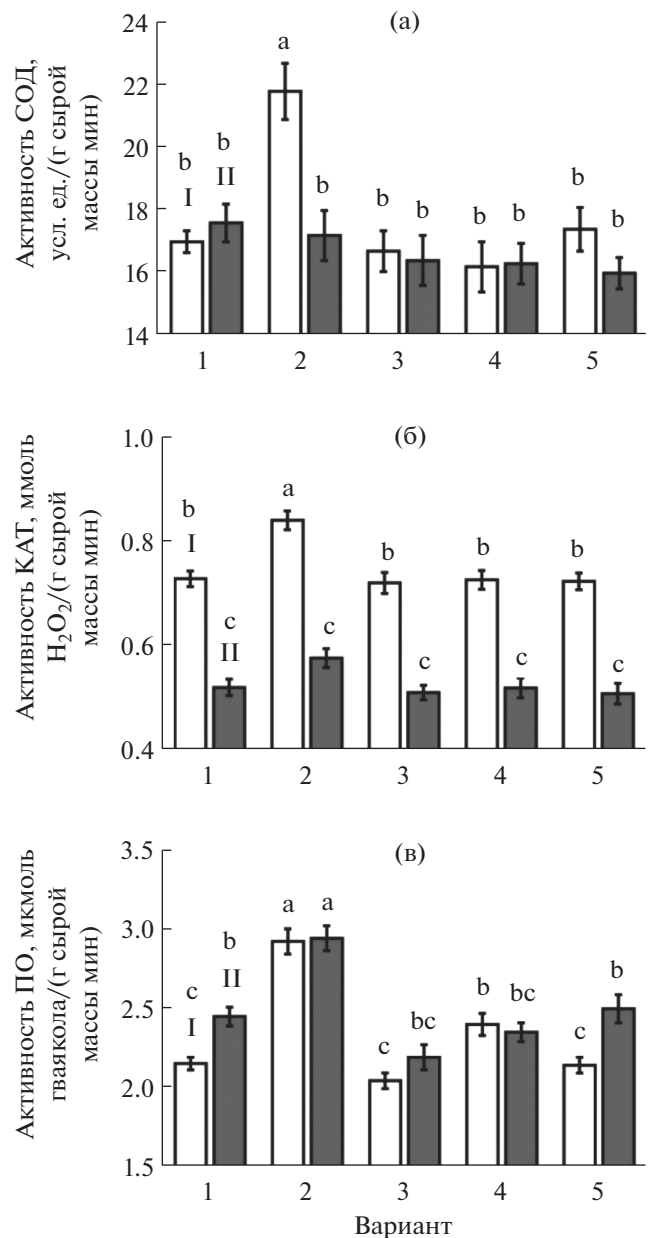 (а)
Активность СОД,
усл. ед./(г сырой
массы мин)
24
22
20
18
16
14
a
b
I
b
II
b
b
b
b
b
b
b
1 2 3 4 5
(б)
Активность КАТ, ммоль
H2O2/(г сырой
массы мин)
1.0
0.8
0.6
0.4
b
I
c
II
a
c
b
c
b
c
b
c
1 2 3 4 5
(в)
Активность ПО, мкмоль
гваякола/(г сырой
массы мин)
3.5
3.0
2.5
2.0
1.5
c
I
b
II
a
a
c
bc
b
bc
c
b
1 2 3 4 5
Вариант